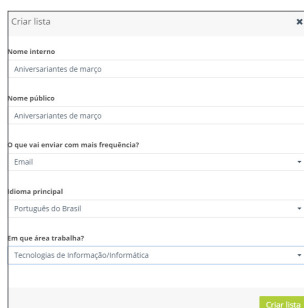 Criar lista
Nome interno
Aniversariantes de março
Nome público
Aniversariantes de março
O que vai enviar com mais frequência?
Email
Idioma principal
Português do Brasil
Em que área trabalha?
Tecnologias de Informação/Informática
Criar lista